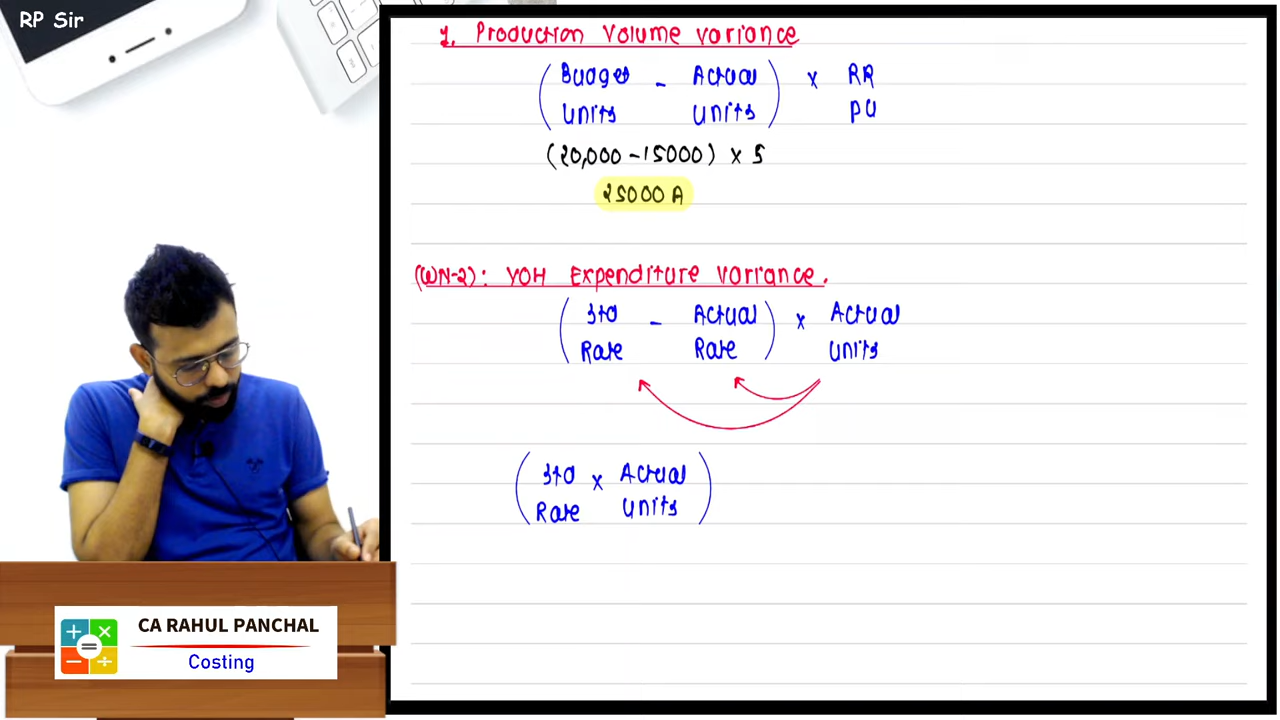 RP Sir
1. Production Volume Variance
(Budget Units - Actual Units) x RR PU
(20,000 - 15000) x 5
25000 A
(WN-2): VOH Expenditure Variance.
(Std Rate - Actual Rate) x Actual Units
(Std Rate x Actual Units)
CA RAHUL PANCHAL
Costing